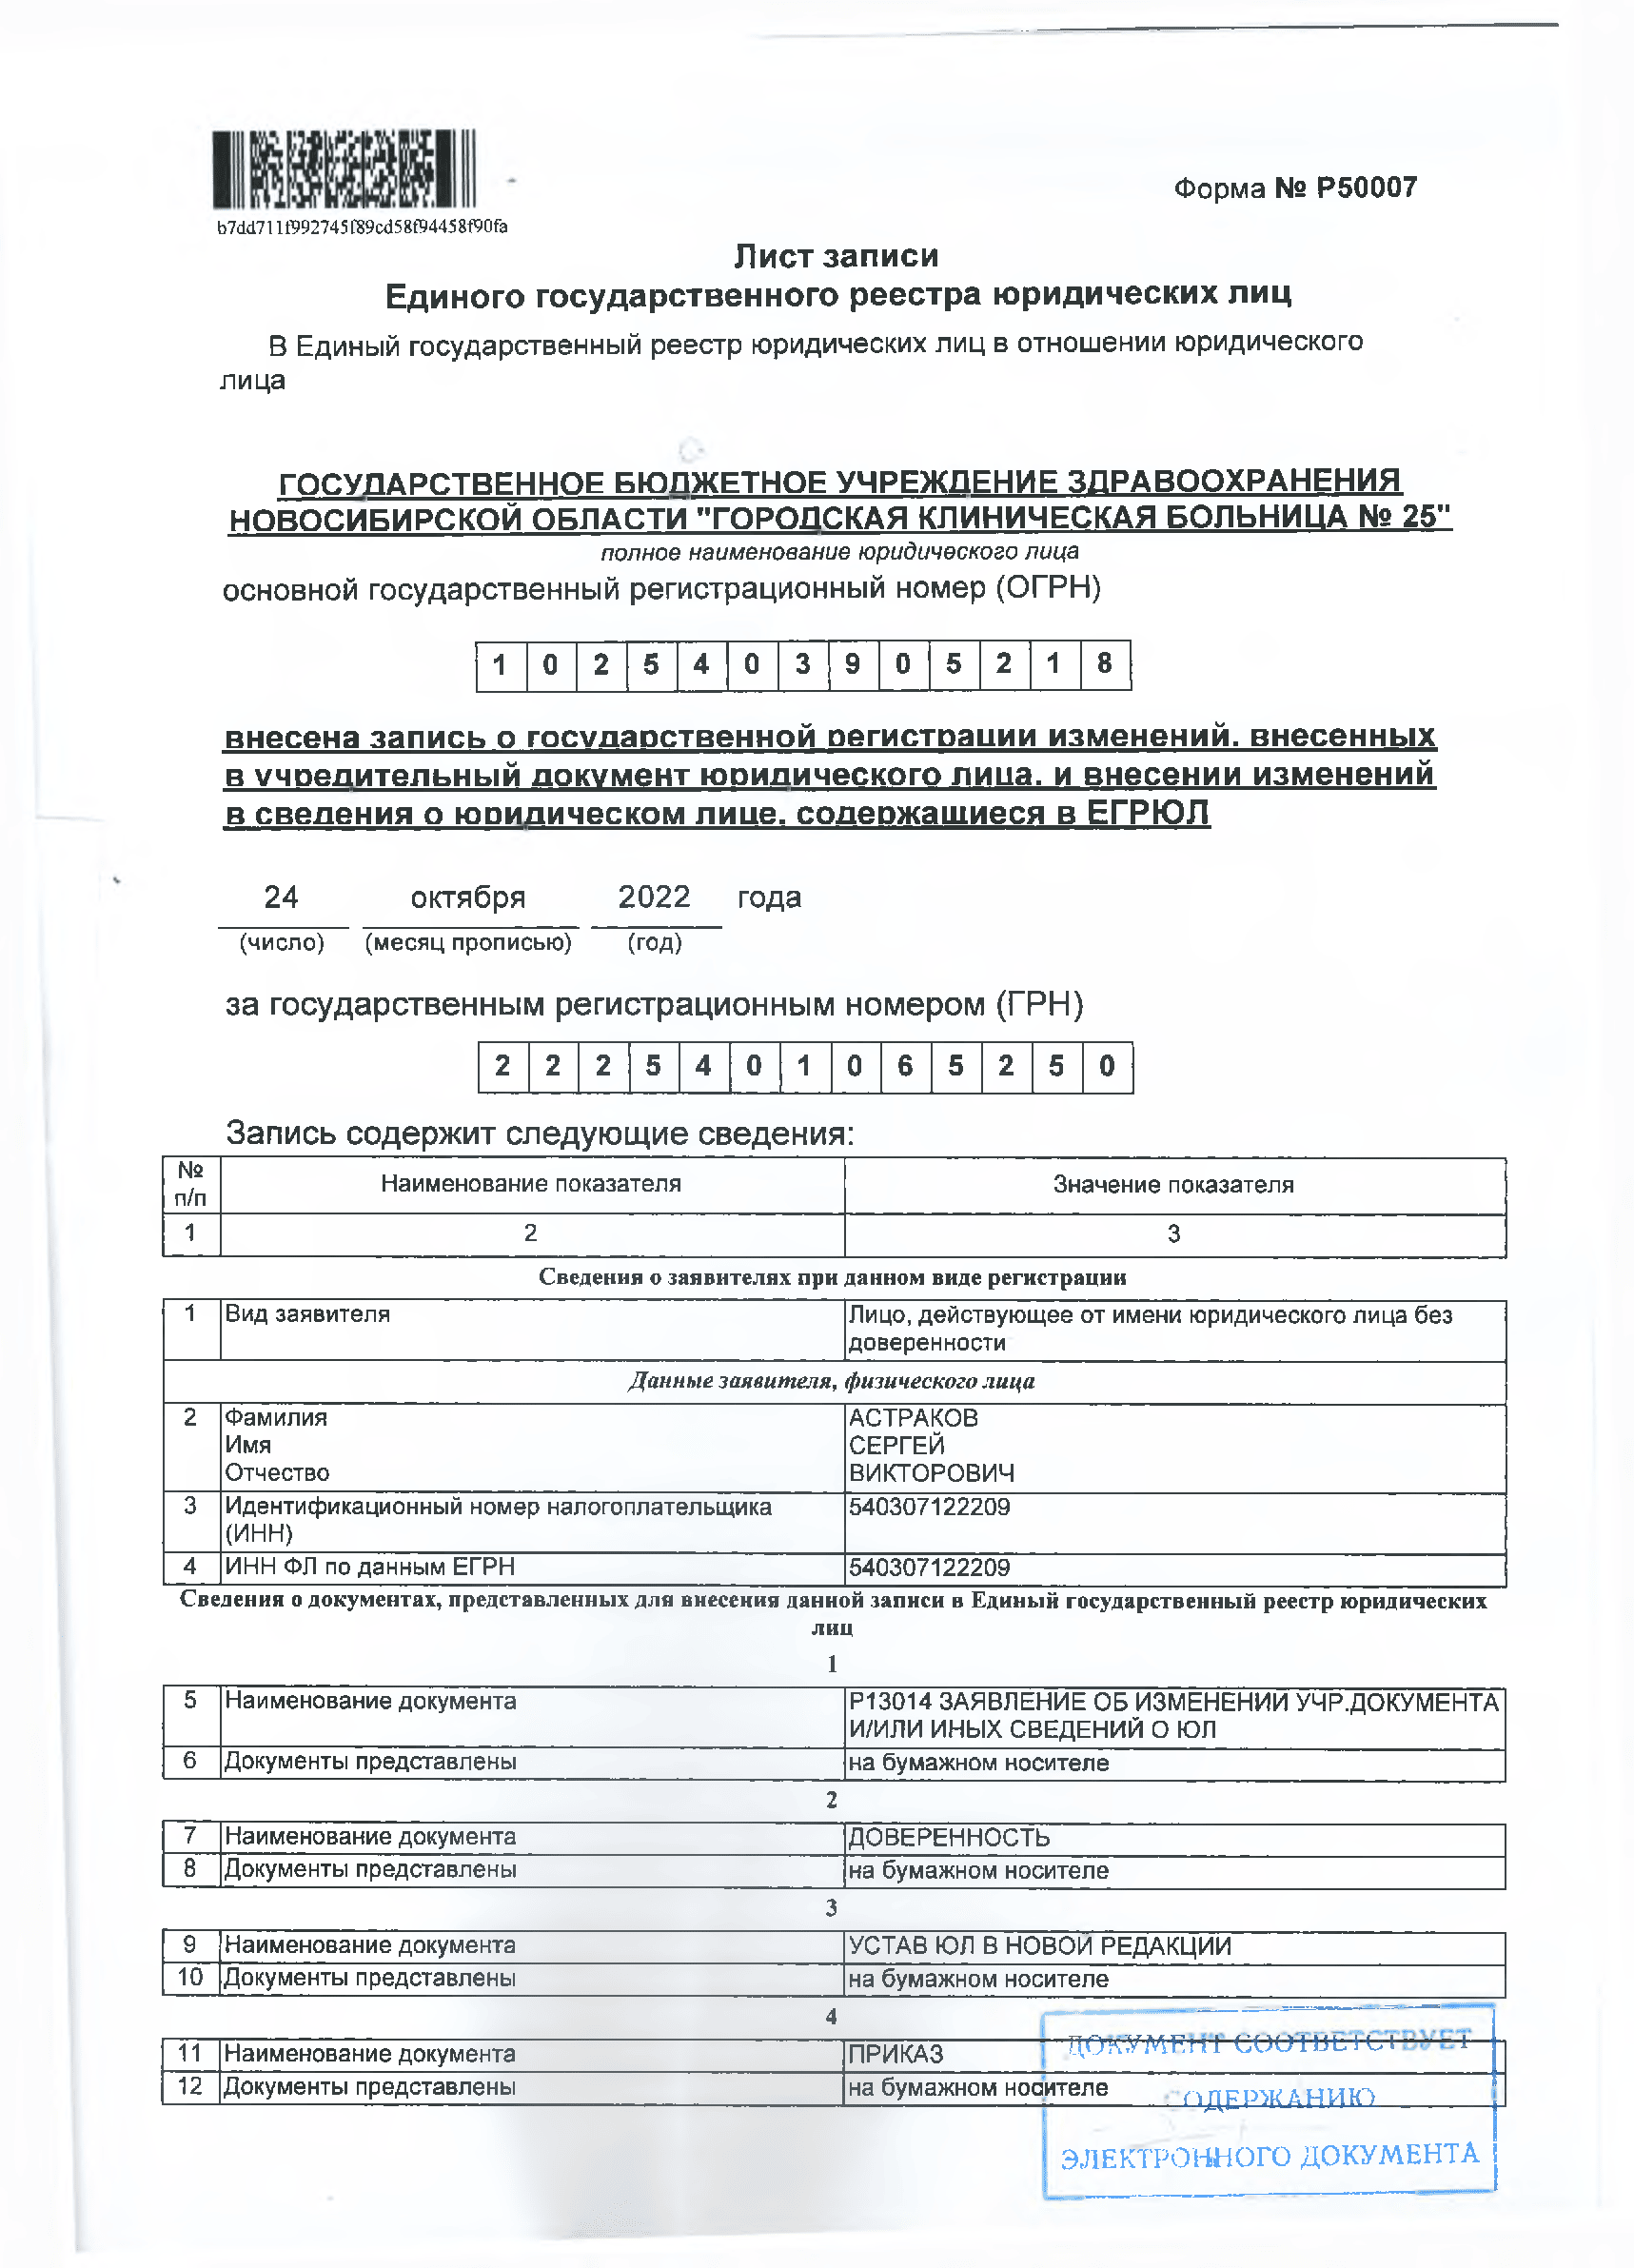 b7dd711f992745f89cd58f94458f90fa
Форма № Р50007
Лист записи
Единого государственного реестра юридических лиц
В Единый государственный реестр юридических лиц в отношении юридического
лица
ГОСУДАРСТВЕННОЕ БЮДЖЕТНОЕ УЧРЕЖДЕНИЕ ЗДРАВООХРАНЕНИЯ
НОВОСИБИРСКОЙ ОБЛАСТИ "ГОРОДСКАЯ КЛИНИЧЕСКАЯ БОЛЬНИЦА № 25"
полное наименование юридического лица
основной государственный регистрационный номер (ОГРН)
1 0 2 5 4 0 3 9 0 5 2 1 8
внесена запись о государственной регистрации изменений, внесенных
в учредительный документ юридического лица, и внесении изменений
в сведения о юридическом лице, содержащиеся в ЕГРЮЛ
24 октября 2022 года
(число) (месяц прописью) (год)
за государственным регистрационным номером (ГРН)
2 2 2 5 4 0 1 0 6 5 2 5 0
Запись содержит следующие сведения:
№
п/п
Наименование показателя
Значение показателя
1 2 3
Сведения о заявителях при данном виде регистрации
1 Вид заявителя Лицо, действующее от имени юридического лица без
доверенности
Данные заявителя, физического лица
2 Фамилия АСТРАКОВ
Имя СЕРГЕЙ
Отчество ВИКТОРОВИЧ
3 Идентификационный номер налогоплательщика 540307122209
(ИНН)
4 ИНН ФЛ по данным ЕГРН 540307122209
Сведения о документах, представленных для внесения данной записи в Единый государственный реестр юридических
лиц
1
5 Наименование документа Р13014 ЗАЯВЛЕНИЕ ОБ ИЗМЕНЕНИИ УЧР.ДОКУМЕНТА
И/ИЛИ ИНЫХ СВЕДЕНИЙ О ЮЛ
6 Документы представлены на бумажном носителе
2
7 Наименование документа ДОВЕРЕННОСТЬ
8 Документы представлены на бумажном носителе
3
9 Наименование документа УСТАВ ЮЛ В НОВОЙ РЕДАКЦИИ
10 Документы представлены на бумажном носителе
4
11 Наименование документа ПРИКАЗ
12 Документы представлены на бумажном носителе
ДОКУМЕНТ СООТВЕТСТВУЕТ
СОДЕРЖАНИЮ
ЭЛЕКТРОННОГО ДОКУМЕНТА